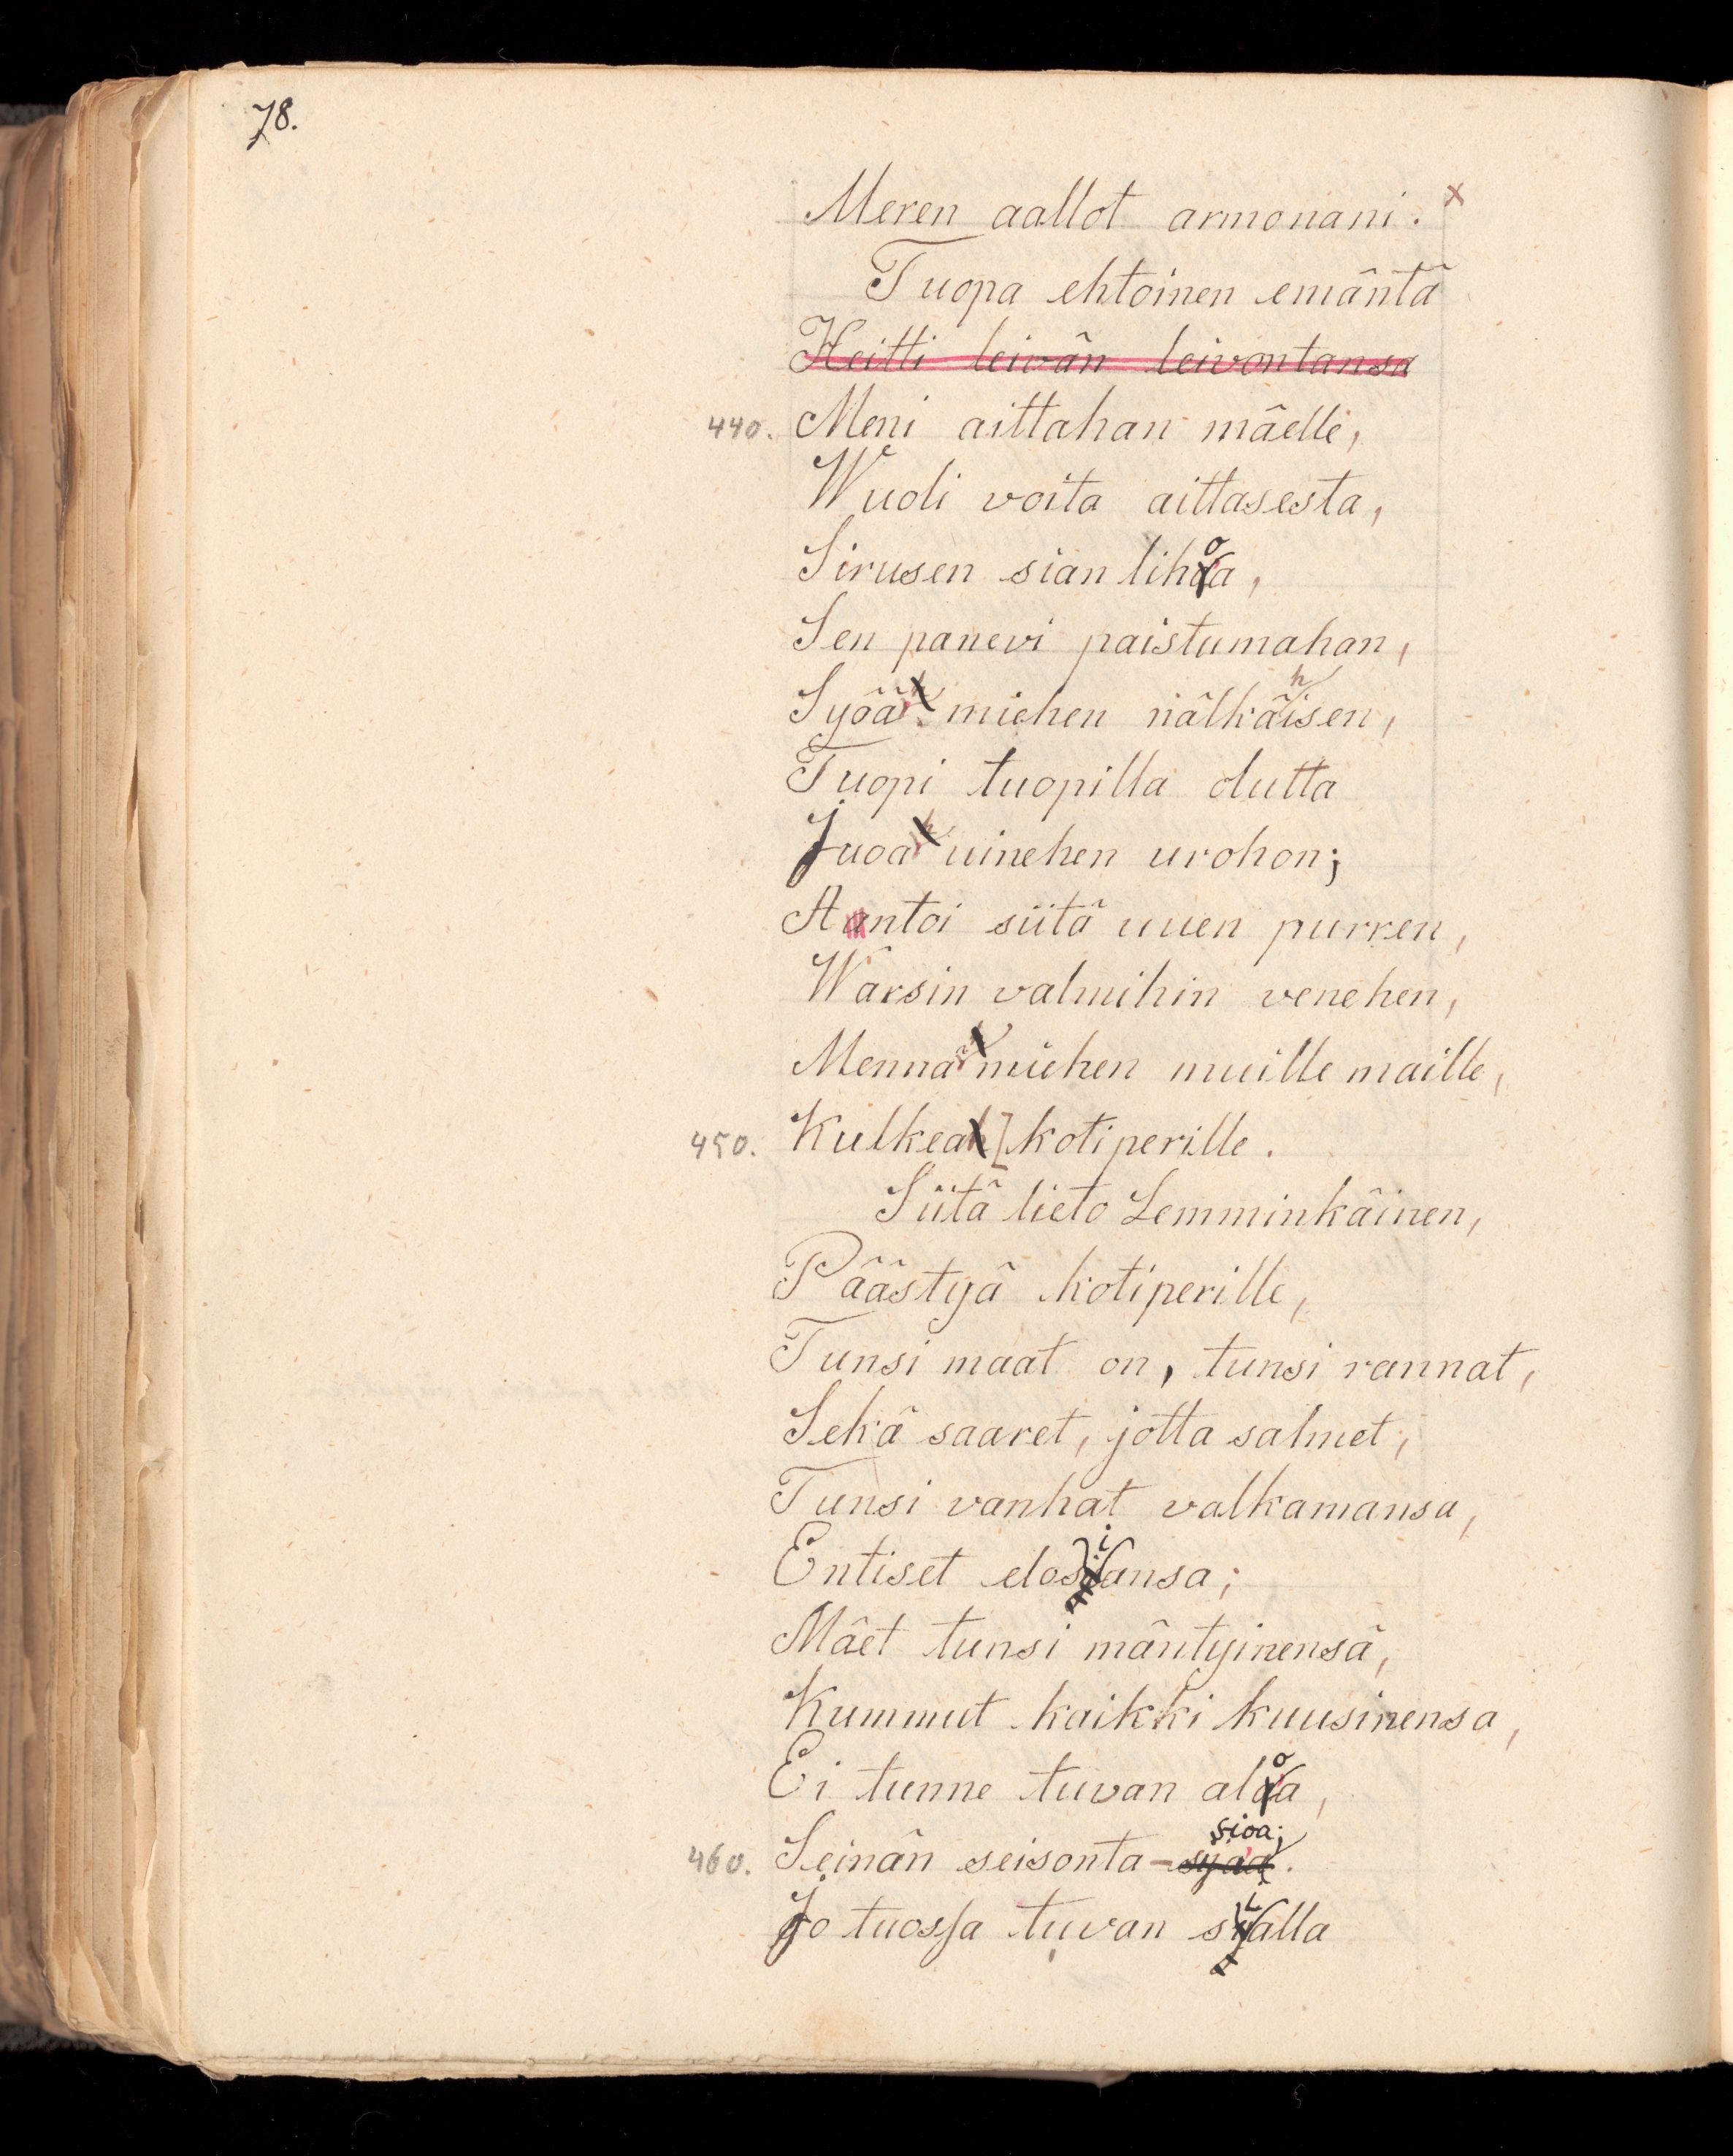 78.
Meren aallot armonani. x
Tuopa ehtoinen emäntä
Heitti leivän leivontansa
440. Meni aittahan mäelle,
Wuoli voita aittasesta,
Sirusen sian lihoa,
Sen panevi paistumahan,
Syöä miehen nälkähisen,
Tuopi tuopilla olutta
Juoa uinehen urohon;
Antoi siitä uuen purren,
Warsin valmihin venehen,
Mennä miehen muille maille,
450. Kulkea kotiperille.
Siitä lieto Lemminkäinen,
Päästyä kotiperille,
Tunsi maat on, tunsi rannat,
Sekä saaret, jotta salmet,
Tunsi vanhat valkamansa,
Entiset elosiansa;
Mäet tunsi mäntyinensä,
Kummut kaikki kuusinensa,
Ei tunne tuvan aloa,
460. Seinän seisonta-syaa sioa;
Jo tuossa tuvan sialla